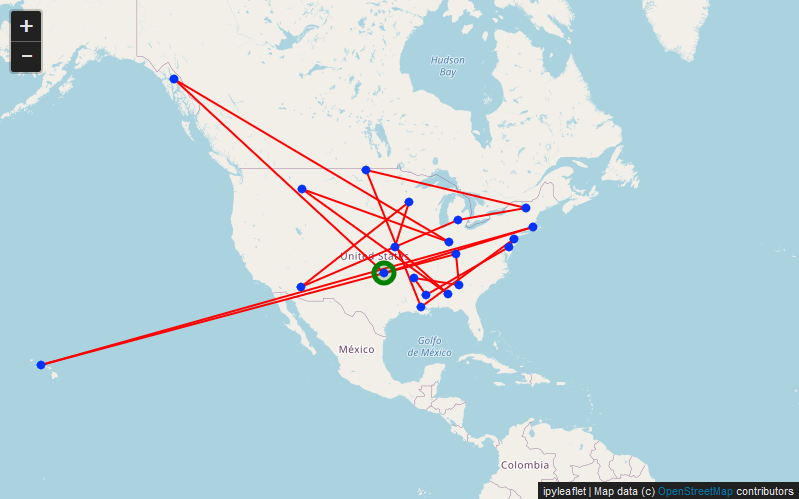 +
−
Hudson
Bay
United States
México
Golfo
de México
Colombia
ipyleaflet | Map data (c) OpenStreetMap contributors